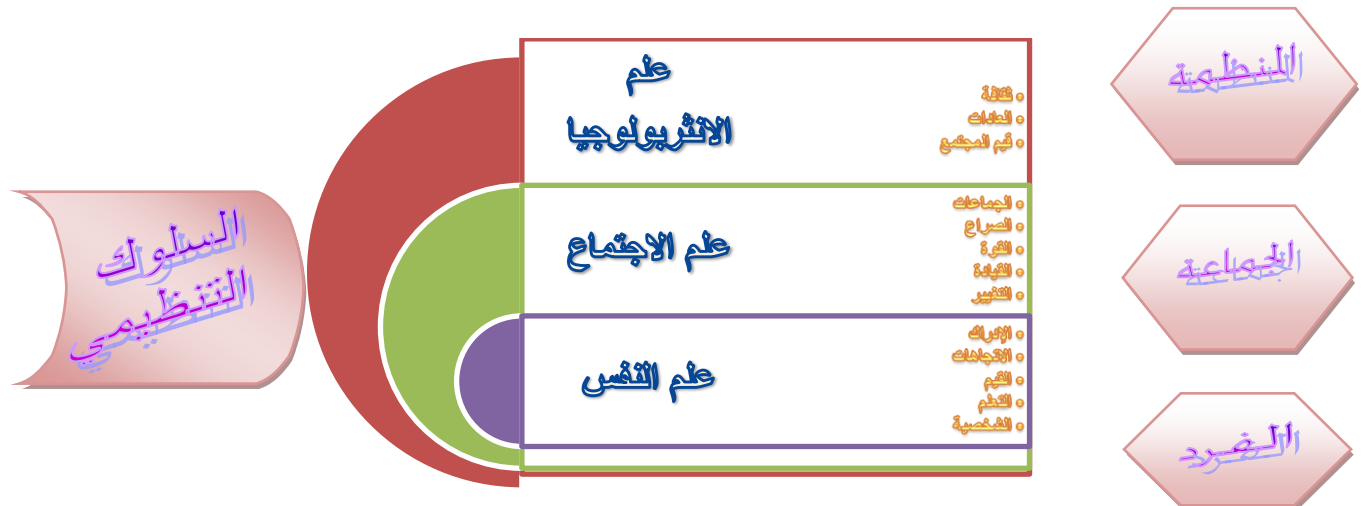 المنظمة
الجماعة
الفرد
علم
الانثربولوجيا
• ثقافة
• العادات
• قيم المجتمع
علم الاجتماع
• الجماعات
• الصراع
• القوة
• القيادة
• التغيير
علم النفس
• الإدراك
• الاتجاهات
• القيم
• التعلم
• الشخصية
السلوك
التنظيمي